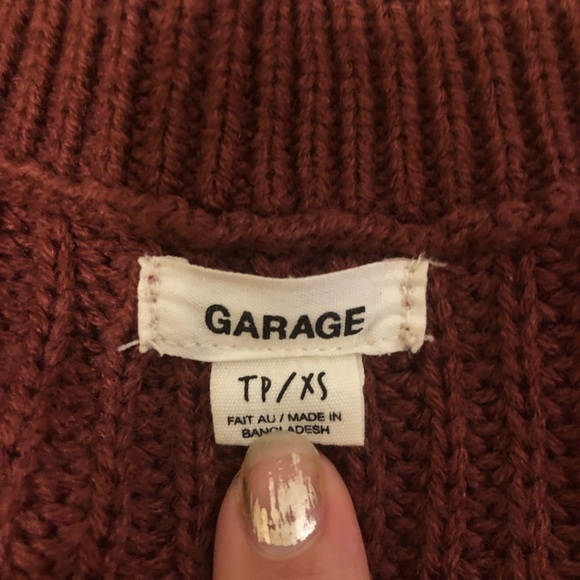 GARAGE
TP/XS
FAIT AU / MADE IN
BANGLADESH